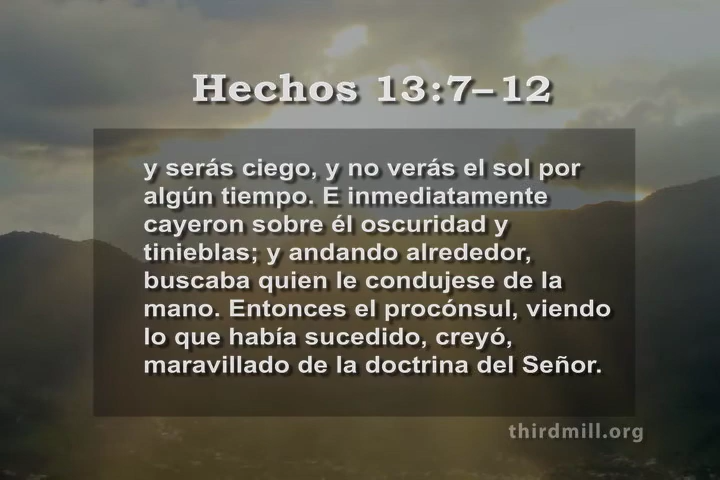 Hechos 13:7–12
y serás ciego, y no verás el sol por
algún tiempo. E inmediatamente
cayeron sobre él oscuridad y
tinieblas; y andando alrededor,
buscaba quien le condujese de la
mano. Entonces el procónsul, viendo
lo que había sucedido, creyó,
maravillado de la doctrina del Señor.
thirdmill.org